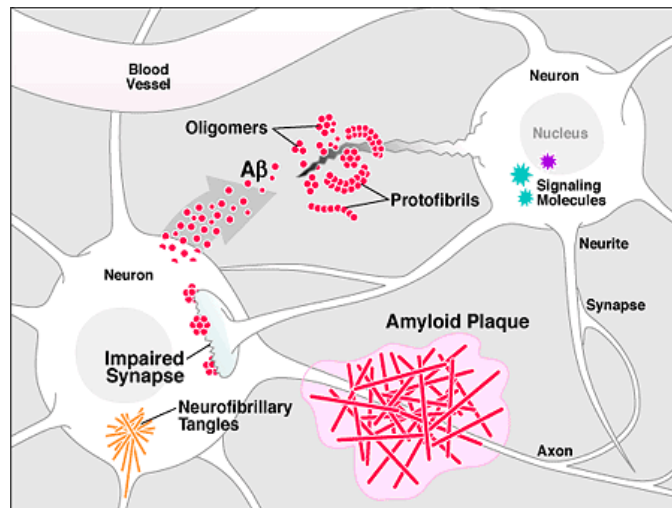 Blood
Vessel
Neuron
Oligomers
Nucleus
Aβ
Signaling
Molecules
Protofibrils
Neurite
Neuron
Synapse
Amyloid Plaque
Impaired
Synapse
Neurofibrillary
Tangles
Axon